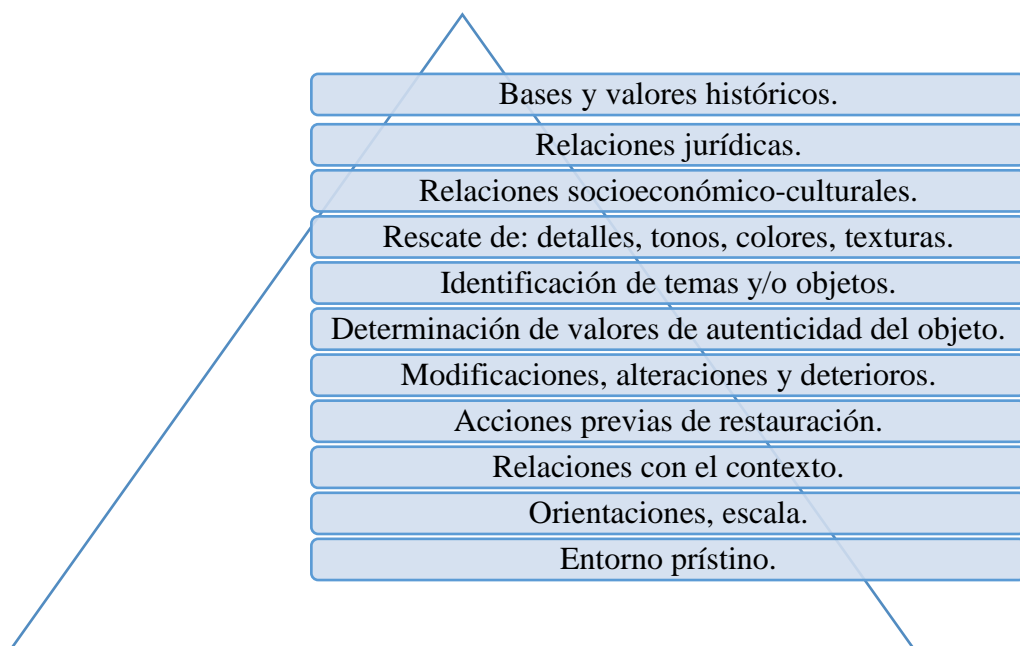 Bases y valores históricos.
Relaciones jurídicas.
Relaciones socioeconómico-culturales.
Rescate de: detalles, tonos, colores, texturas.
Identificación de temas y/o objetos.
Determinación de valores de autenticidad del objeto.
Modificaciones, alteraciones y deterioros.
Acciones previas de restauración.
Relaciones con el contexto.
Orientaciones, escala.
Entorno prístino.